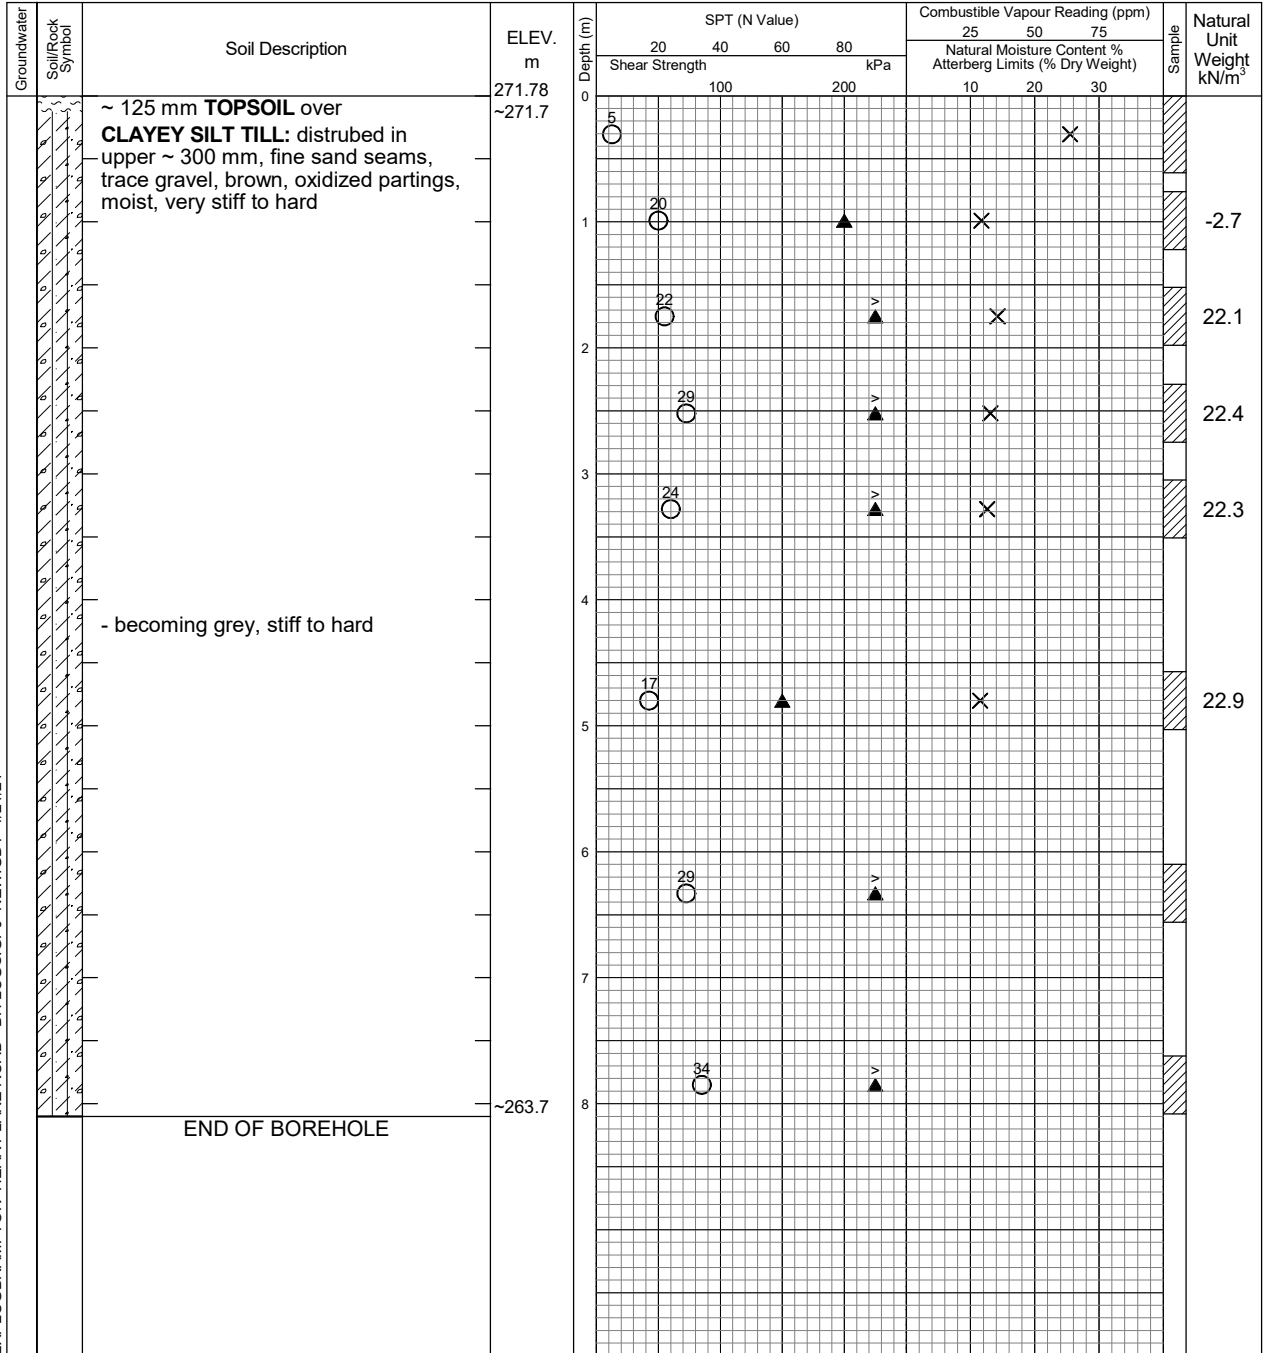 Groundwater
Soil/Rock
Symbol
Soil Description
ELEV.
m
Depth (m)
SPT (N Value)
20 40 60 80
Shear Strength kPa
100 200
Combustible Vapour Reading (ppm)
25 50 75
Natural Moisture Content %
Atterberg Limits (% Dry Weight)
10 20 30
Sample
Natural
Unit
Weight
kN/m3
271.78
0
~ 125 mm TOPSOIL over
~271.7
CLAYEY SILT TILL: distrubed in
upper ~ 300 mm, fine sand seams,
trace gravel, brown, oxidized partings,
moist, very stiff to hard
5
20
1
-2.7
22
>
22.1
2
29
>
22.4
3
24
>
22.3
4
- becoming grey, stiff to hard
17
22.9
5
6
29
>
7
34
>
8
~263.7
END OF BOREHOLE